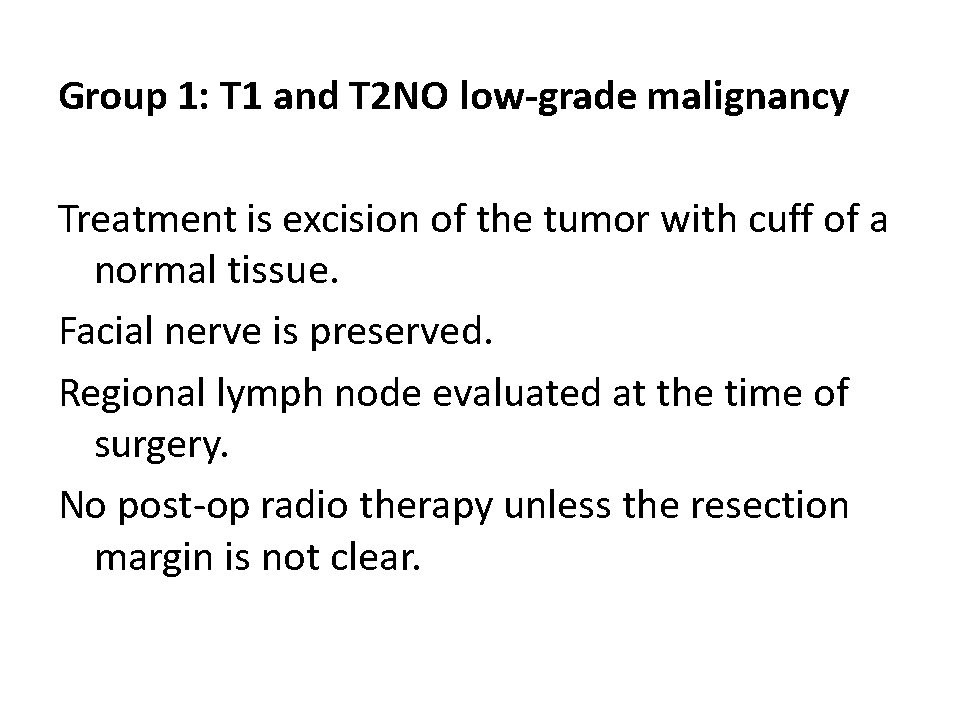 Group 1: T1 and T2NO low-grade malignancy
Treatment is excision of the tumor with cuff of a
normal tissue.
Facial nerve is preserved.
Regional lymph node evaluated at the time of
surgery.
No post-op radio therapy unless the resection
margin is not clear.